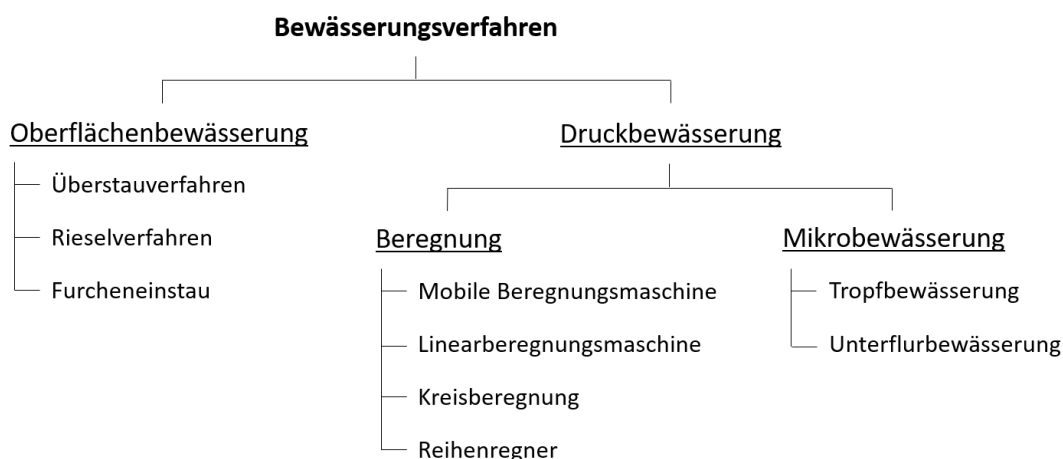 Bewässerungsverfahren
Oberflächenbewässerung
Überstauverfahren
Rieselverfahren
Furcheneinstau
Druckbewässerung
Beregnung
Mobile Beregnungsmaschine
Linearberegnungsmaschine
Kreisberegnung
Reihenregner
Mikrobewässerung
Tropfbewässerung
Unterflurbewässerung